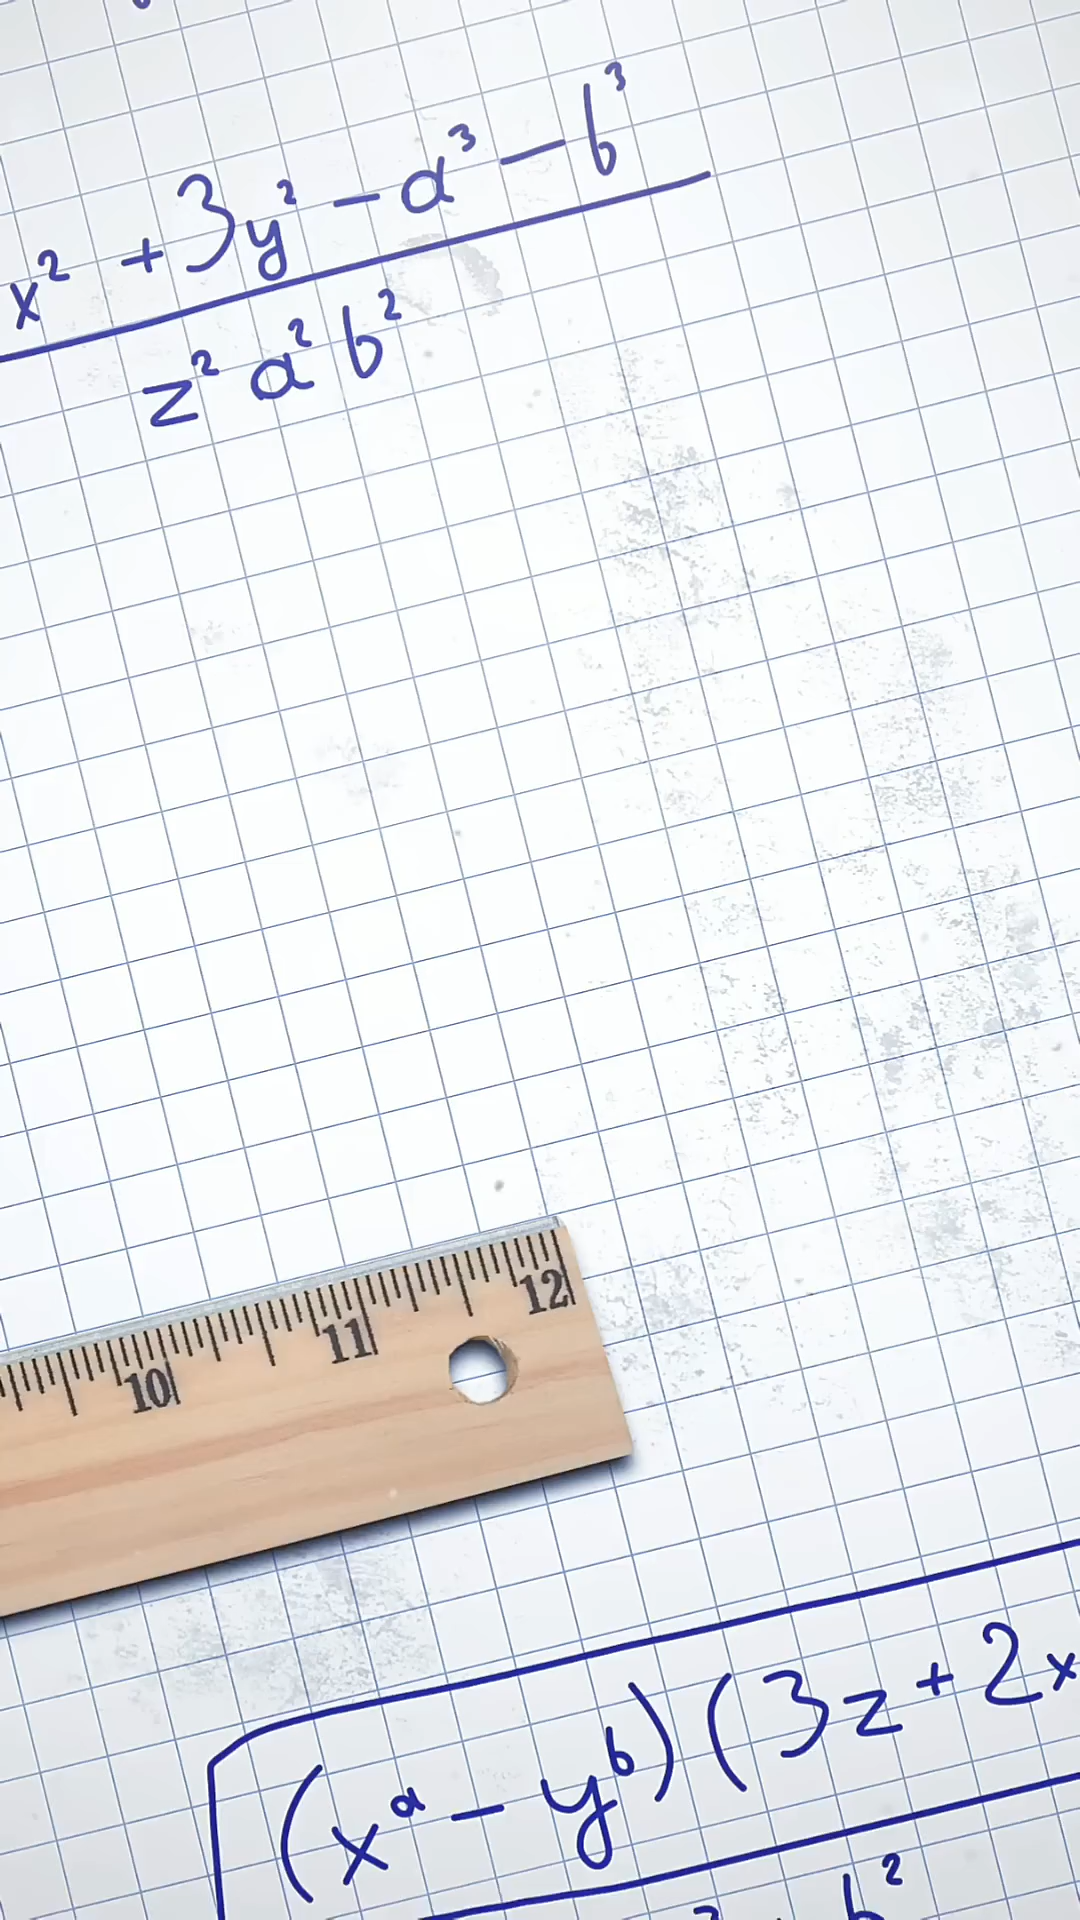 x² + 3y² − a³ − b³
z² a² b²
10 11 12
(xᵃ − yᵇ) (3z + 2x
b²